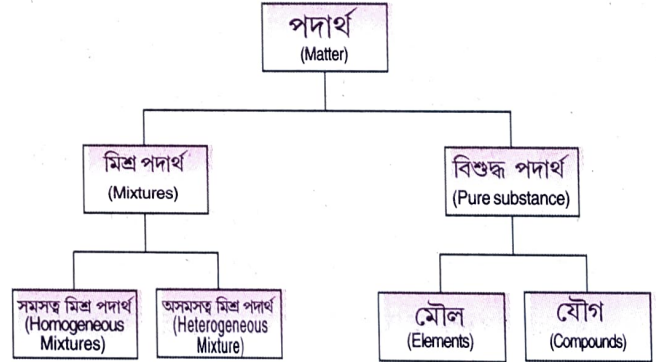 পদার্থ
(Matter)
মিশ্র পদার্থ
(Mixtures)
বিশুদ্ধ পদার্থ
(Pure substance)
সমসত্ব মিশ্র পদার্থ
(Homogeneous
Mixtures)
অসমসত্ব মিশ্র পদার্থ
(Heterogeneous
Mixture)
মৌল
(Elements)
যৌগ
(Compounds)